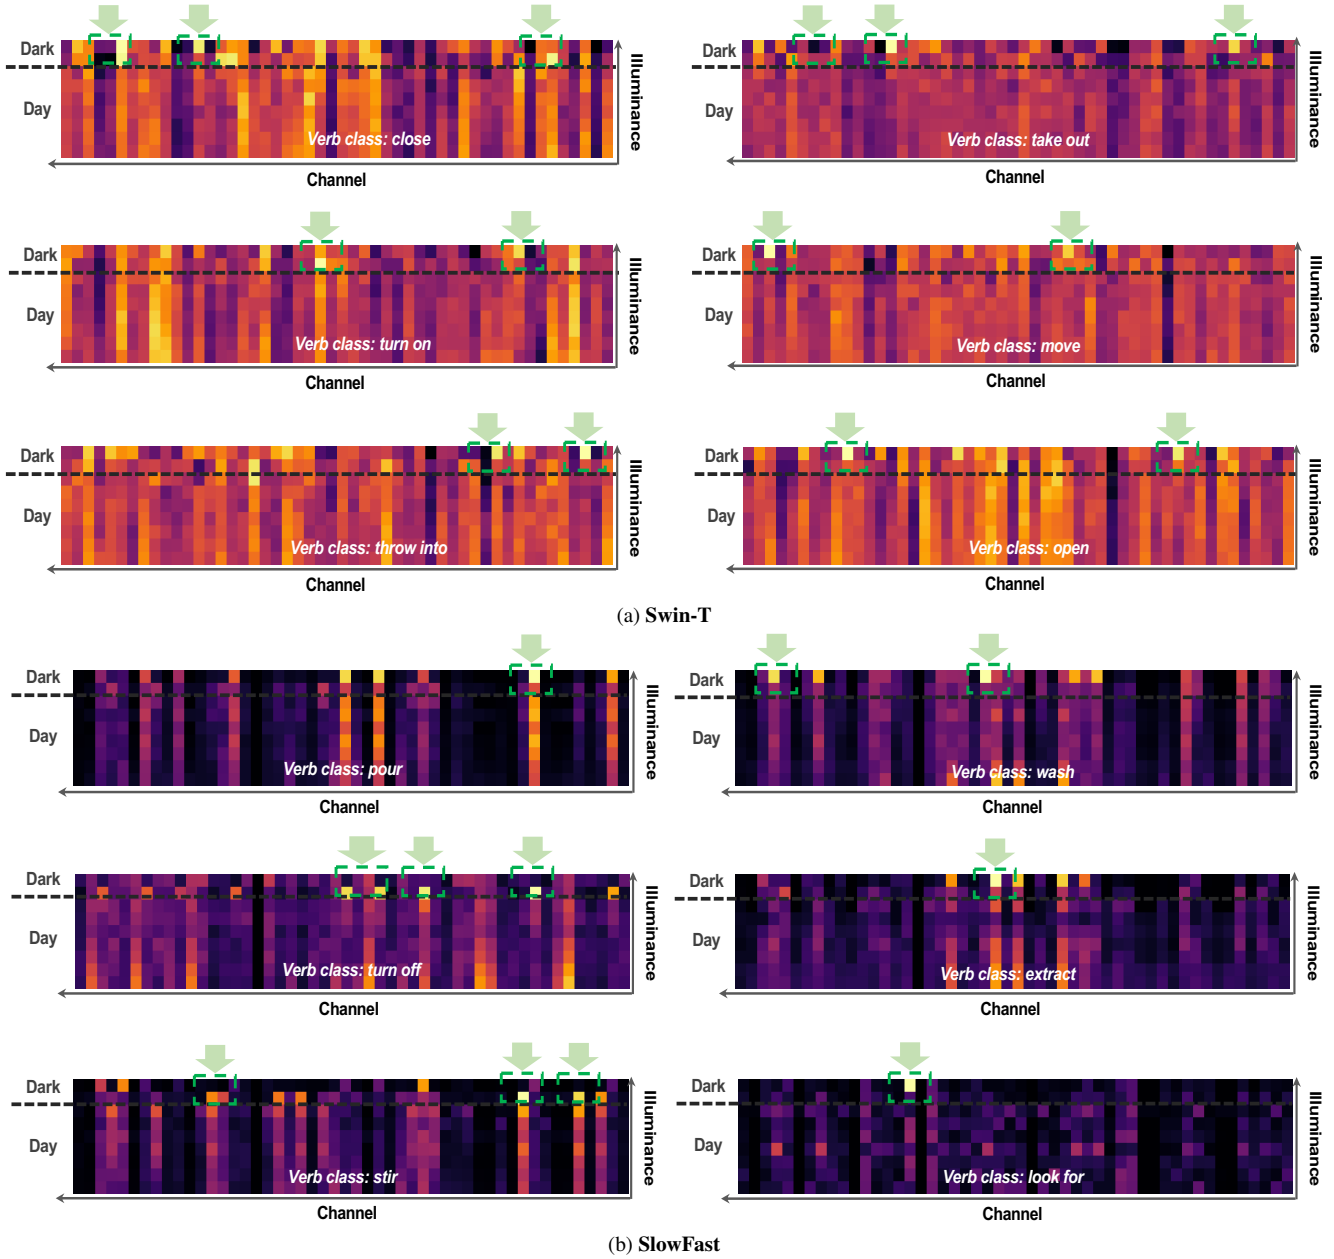 Dark
Day
Verb class: close
Channel
Illuminance
Dark
Day
Verb class: take out
Channel
Illuminance
Dark
Day
Verb class: turn on
Channel
Illuminance
Dark
Day
Verb class: move
Channel
Illuminance
Dark
Day
Verb class: throw into
Channel
Illuminance
Dark
Day
Verb class: open
Channel
Illuminance
(a) Swin-T
Dark
Day
Verb class: pour
Channel
Illuminance
Dark
Day
Verb class: wash
Channel
Illuminance
Dark
Day
Verb class: turn off
Channel
Illuminance
Dark
Day
Verb class: extract
Channel
Illuminance
Dark
Day
Verb class: stir
Channel
Illuminance
Dark
Day
Verb class: look for
Channel
Illuminance
(b) SlowFast